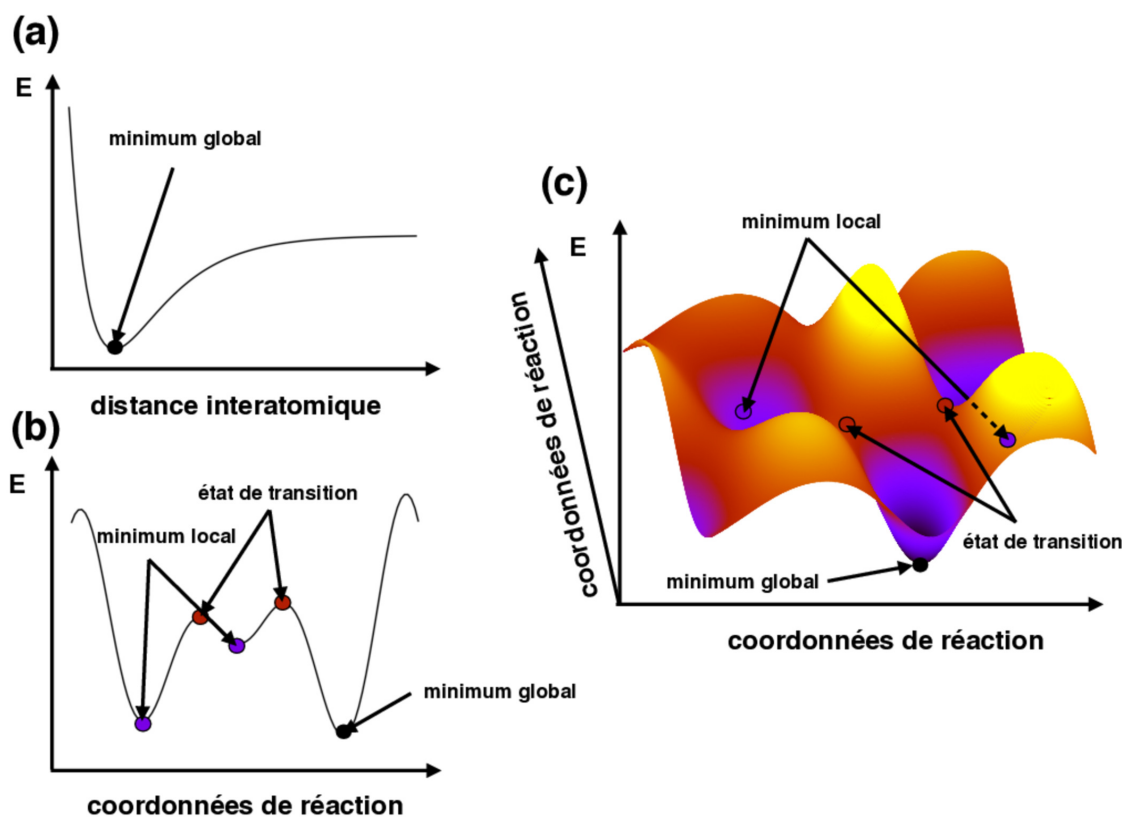 (a)
E
minimum global
distance interatomique
(b)
E
état de transition
minimum local
minimum global
coordonnées de réaction
(c)
minimum local
E
coordonnées de réaction
état de transition
minimum global
coordonnées de réaction